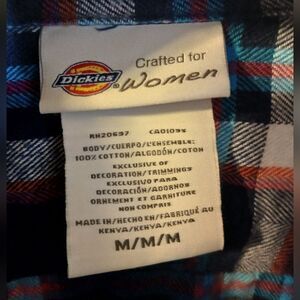 Dickies
Crafted for
Women
RN20697 CA01094
BODY/CUERPO/L'ENSEMBLE:
100% COTTON/ALGODÓN/COTON
EXCLUSIVE OF
DECORATION/TRIMMINGS
EXCLUSIVO PARA
DECORACIÓN/ADORNOS
ORNEMENT ET GARNITURE
NON COMPRIS
MADE IN/HECHO EN/FABRIQUÉ AU
KENYA/KENYA/KENYA
M/M/M